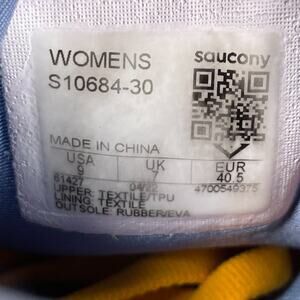 WOMENS saucony
S10684-30
MADE IN CHINA
USA UK EUR
9 7 40.5
61427 04/22 4700549375
UPPER: TEXTILE/TPU
LINING: TEXTILE
OUTSOLE: RUBBER/EVA